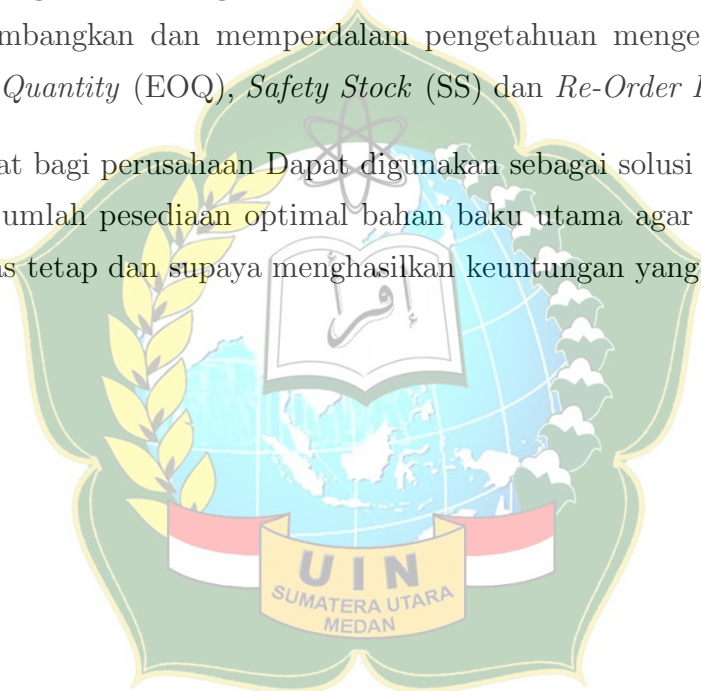 mbangkan dan memperdalam pengetahuan menge
Quantity (EOQ), Safety Stock (SS) dan Re-Order
at bagi perusahaan Dapat digunakan sebagai solusi
umlah pesediaan optimal bahan baku utama agar
s tetap dan supaya menghasilkan keuntungan yang
إقرأ
UIN
SUMATERA UTARA
MEDAN